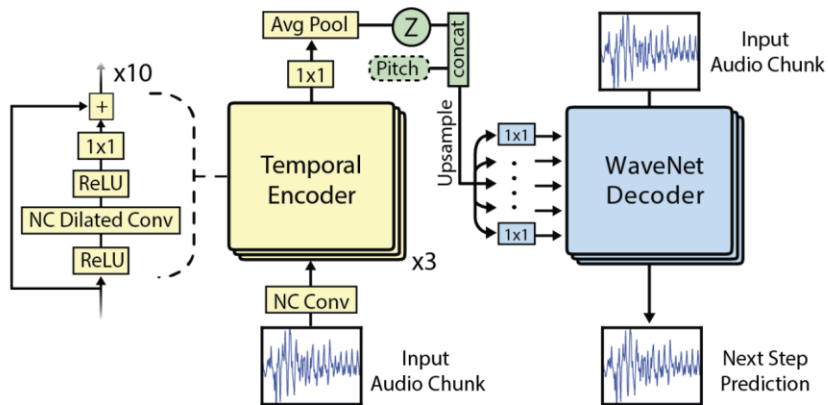 x10
+
1x1
ReLU
NC Dilated Conv
ReLU
Avg Pool
1x1
Temporal
Encoder
x3
NC Conv
Input
Audio Chunk
Z
Pitch
concat
Upsample
1x1
1x1
Input
Audio Chunk
WaveNet
Decoder
Next Step
Prediction